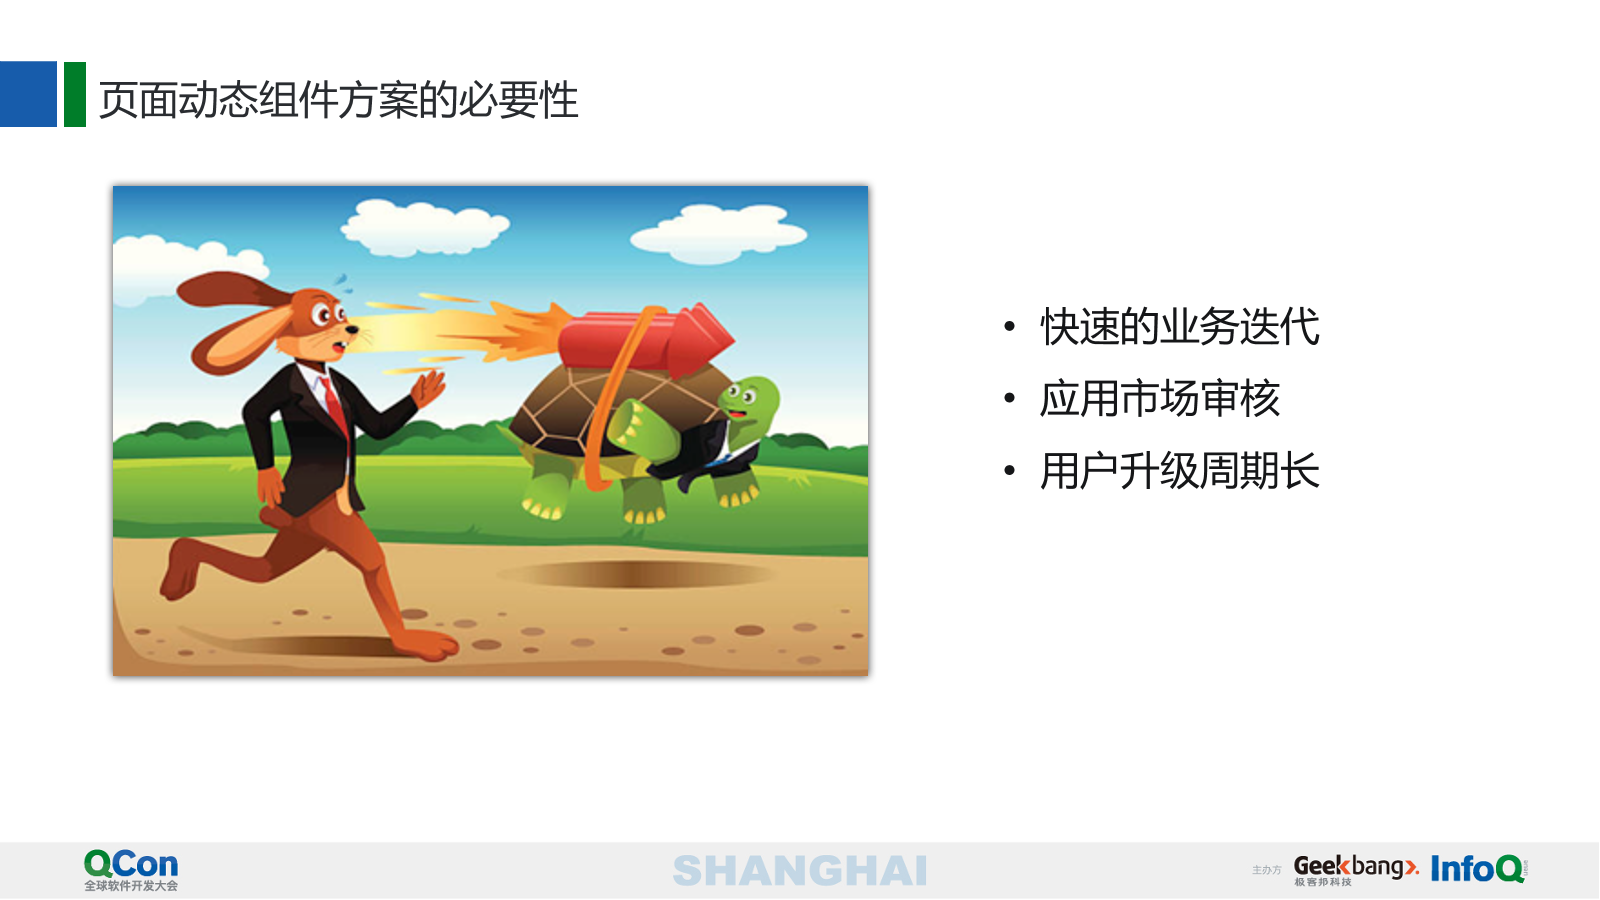 页面动态组件方案的必要性
• 快速的业务迭代
• 应用市场审核
• 用户升级周期长
QCon
全球软件开发大会
SHANGHAI
主办方
Geekbang
极客邦科技
InfoQ